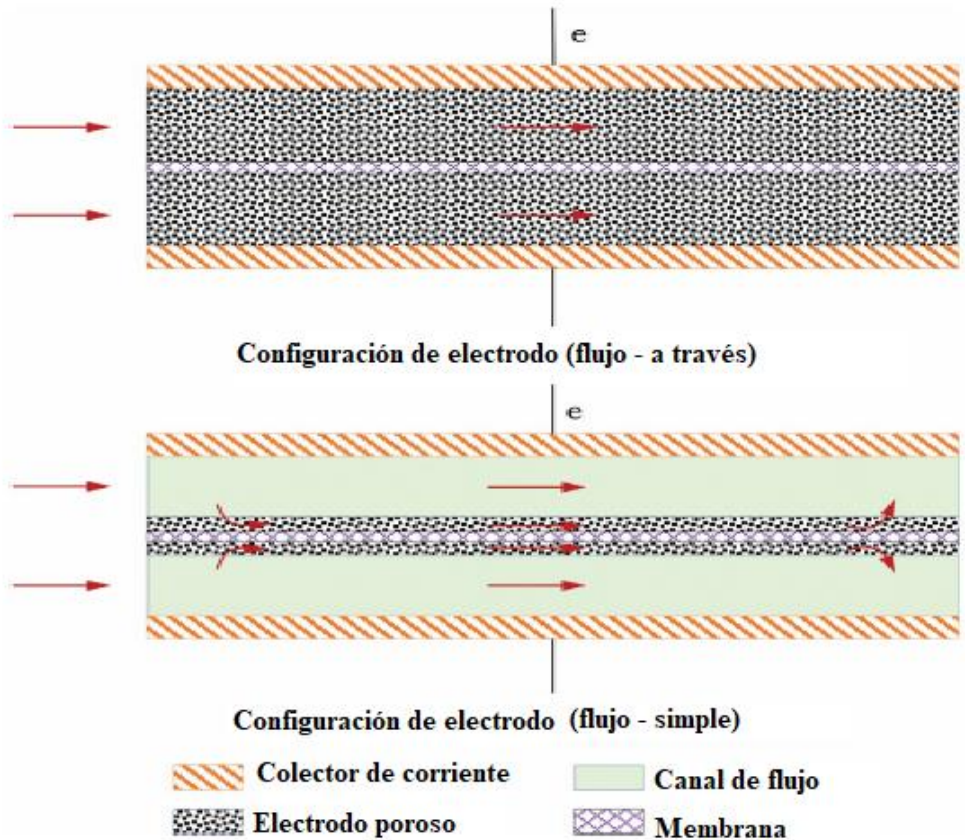 e
Configuración de electrodo (flujo - a través)
e
Configuración de electrodo (flujo - simple)
Colector de corriente
Canal de flujo
Electrodo poroso
Membrana